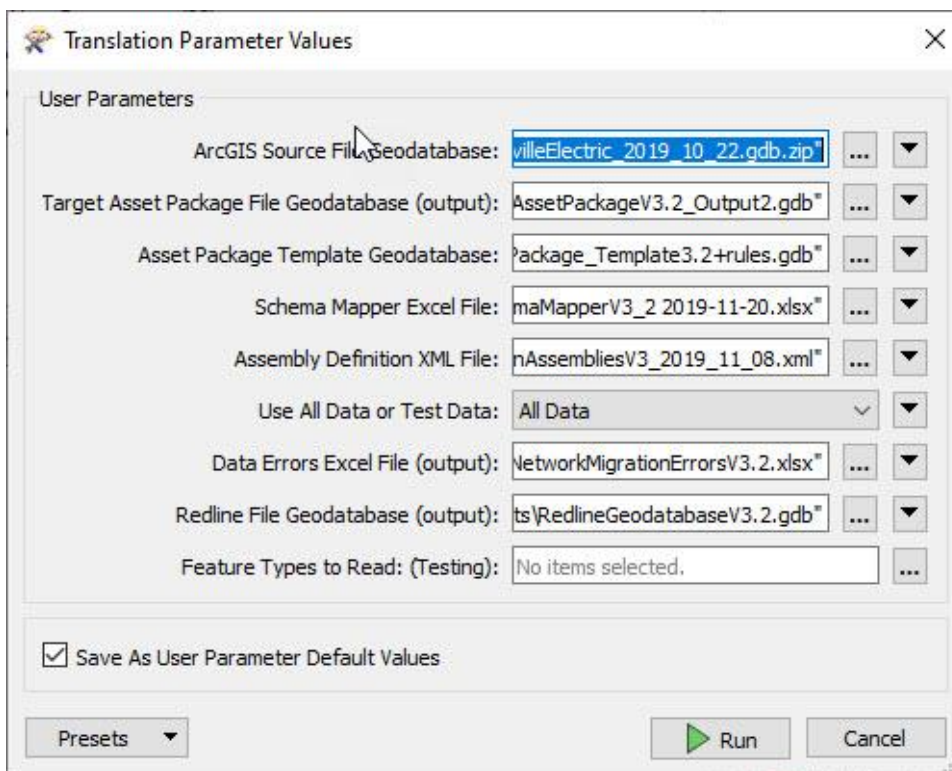 Translation Parameter Values
User Parameters
ArcGIS Source File Geodatabase: villeElectric_2019_10_22.gdb.zip" ...
Target Asset Package File Geodatabase (output): AssetPackageV3.2_Output2.gdb" ...
Asset Package Template Geodatabase: Package_Template3.2+rules.gdb" ...
Schema Mapper Excel File: maMapperV3_2 2019-11-20.xlsx" ...
Assembly Definition XML File: nAssembliesV3_2019_11_08.xml" ...
Use All Data or Test Data: All Data
Data Errors Excel File (output): NetworkMigrationErrorsV3.2.xlsx" ...
Redline File Geodatabase (output): ts\RedlineGeodatabaseV3.2.gdb" ...
Feature Types to Read: (Testing): No items selected. ...
Save As User Parameter Default Values
Presets Run Cancel